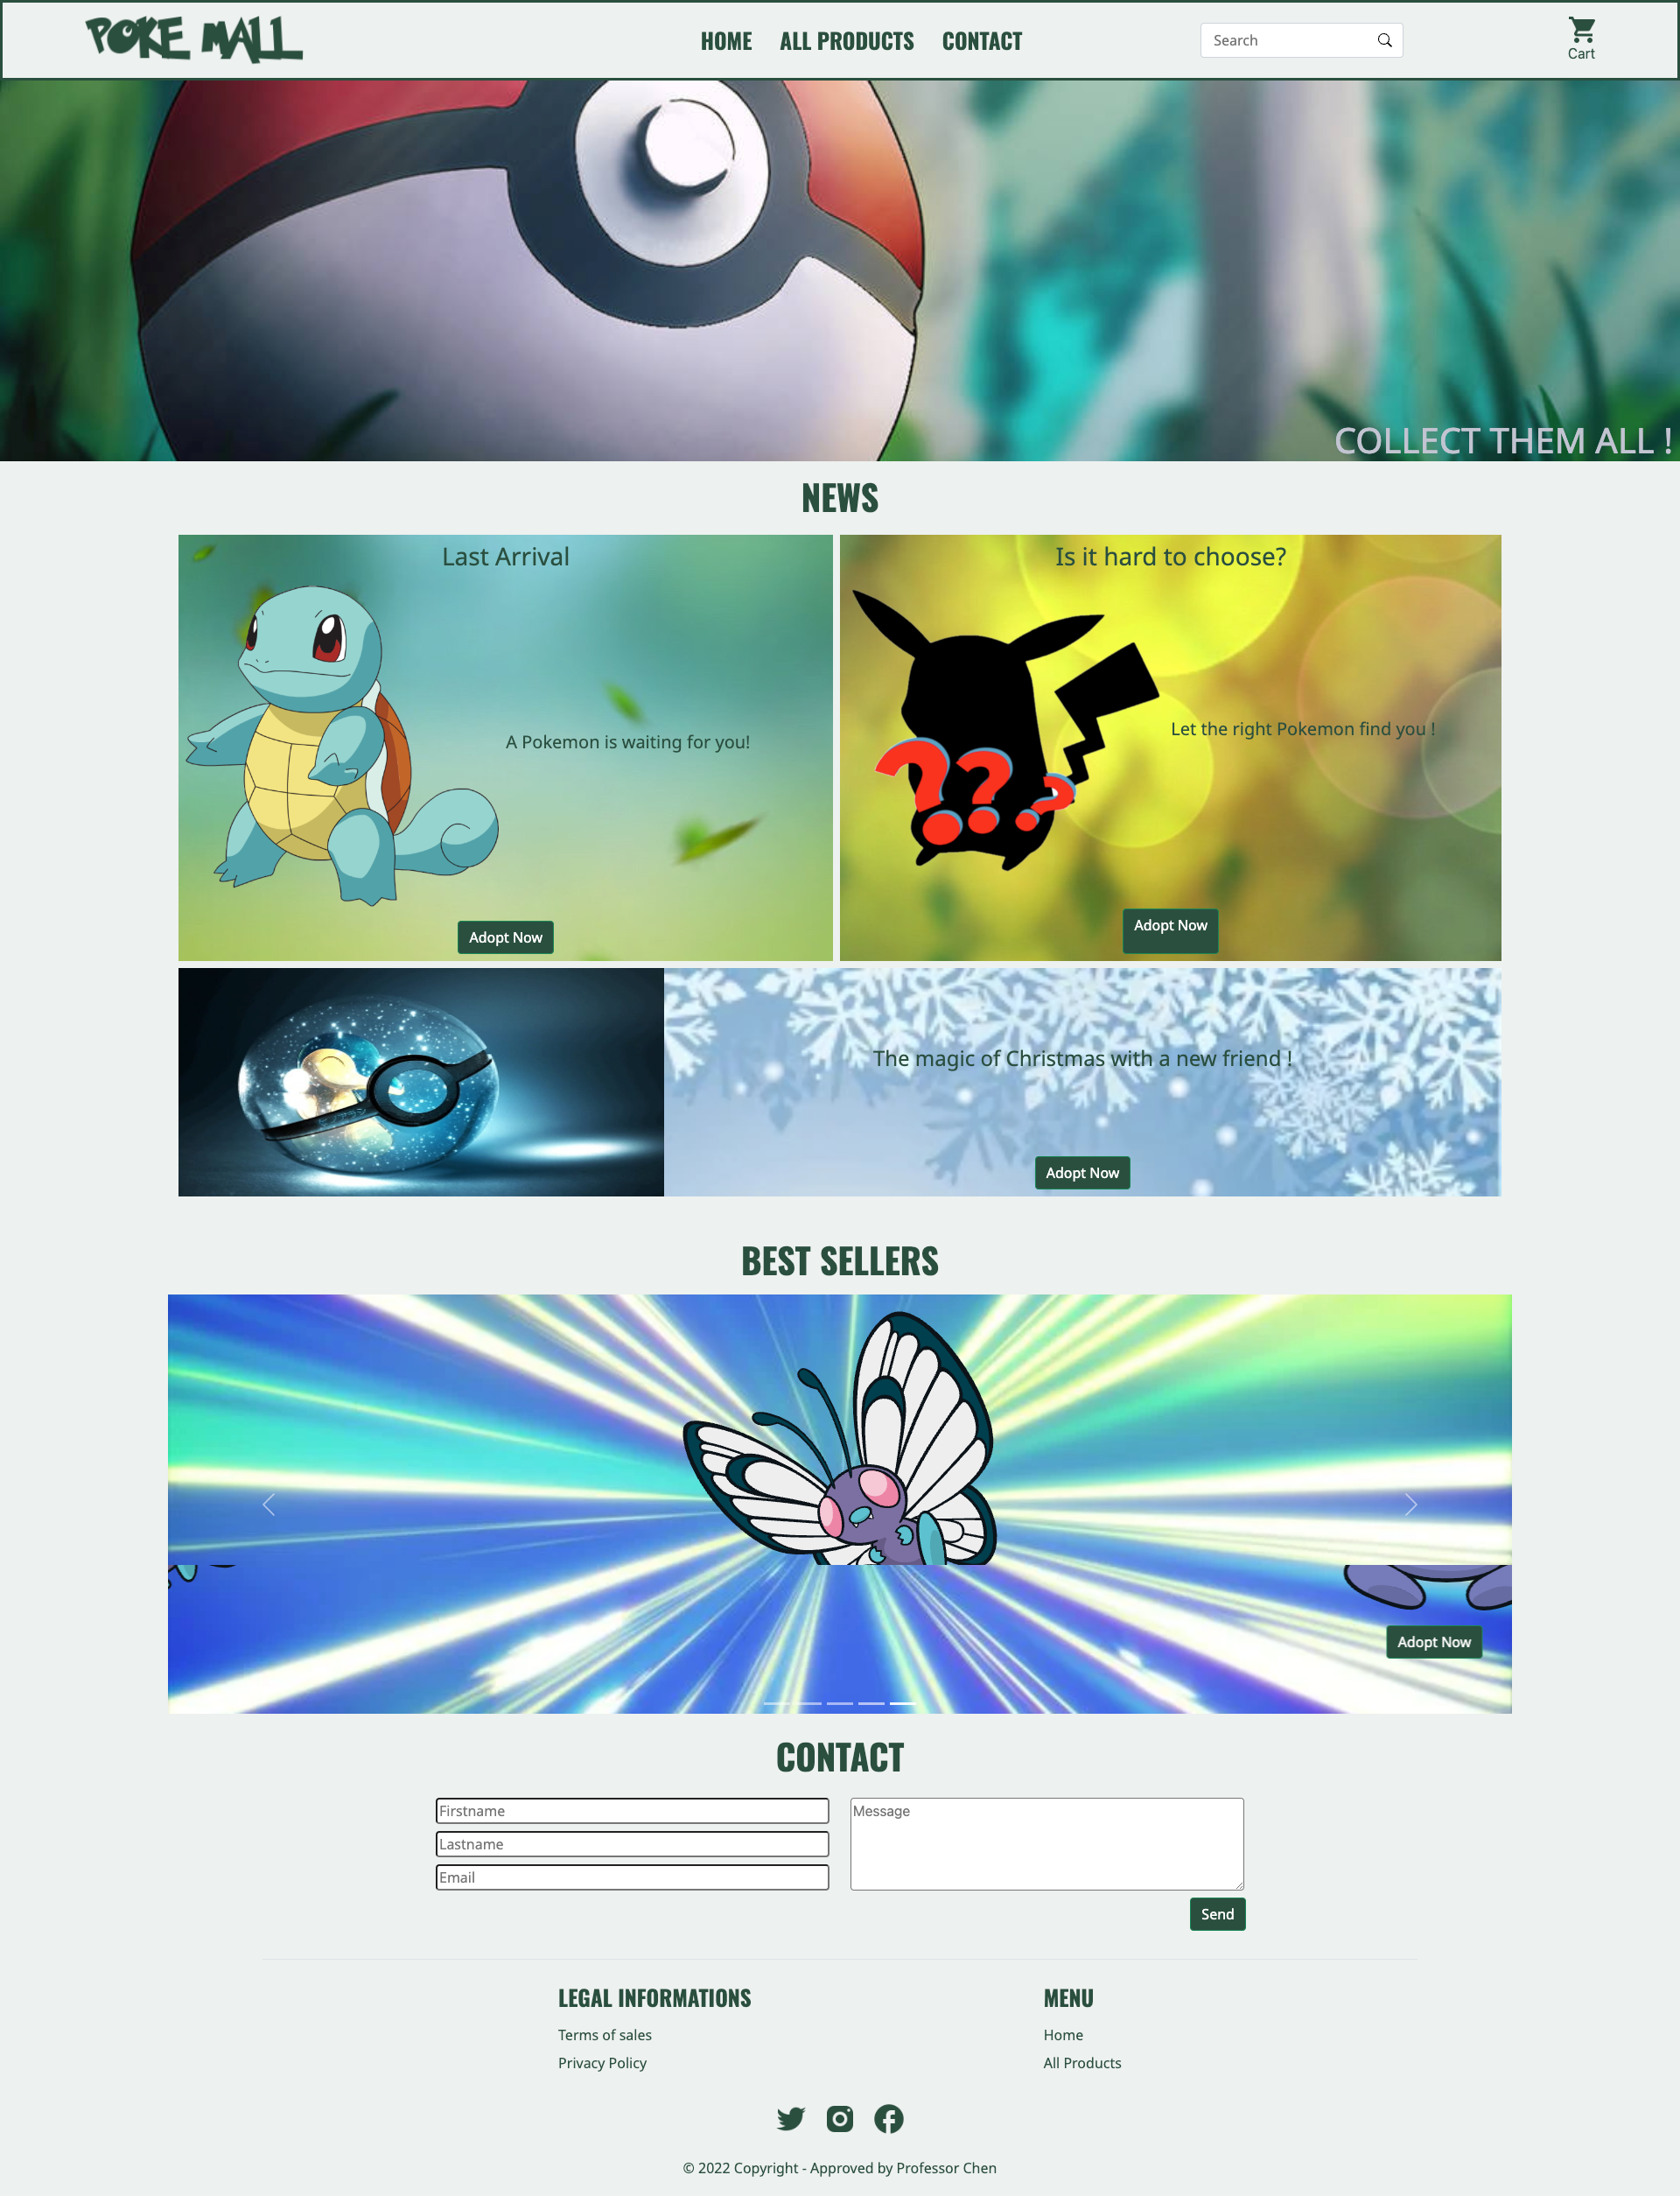 POKE MALL
HOME ALL PRODUCTS CONTACT
Search
Cart
COLLECT THEM ALL !
NEWS
Last Arrival
A Pokemon is waiting for you!
Adopt Now
Is it hard to choose?
Let the right Pokemon find you !
???
Adopt Now
The magic of Christmas with a new friend !
Adopt Now
BEST SELLERS
Adopt Now
CONTACT
Firstname
Lastname
Email
Message
Send
LEGAL INFORMATIONS
Terms of sales
Privacy Policy
MENU
Home
All Products
© 2022 Copyright - Approved by Professor Chen